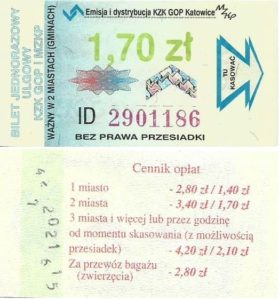 BILET JEDNORAZOWY
ULGOWY
KZK GOP I MZKP
WAŻNY W 2 MIASTACH (GMINACH)
Emisja i dystrybucja KZK GOP Katowice
MZKP
1,70 zł
TU
KASOWAĆ
ID 2901186
BEZ PRAWA PRZESIADKI
Cennik opłat
1 miasto - 2,80 zł / 1,40 zł
2 miasta - 3,40 zł / 1,70 zł
3 miasta i więcej lub przez godzinę
od momentu skasowania (z możliwością
przesiadek) - 4,20 zł / 2,10 zł
Za przewóz bagażu
(zwierzęcia) - 2,80 zł